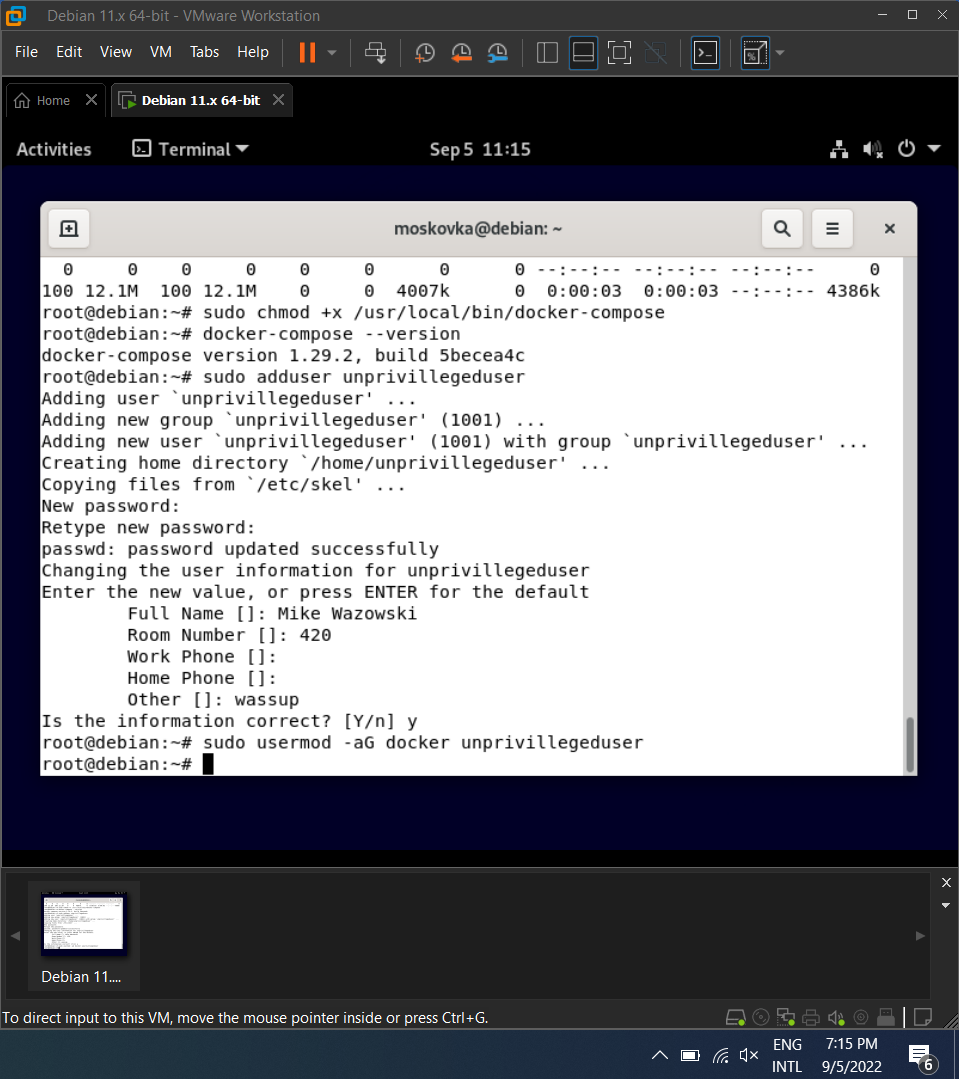 Debian 11.x 64-bit - VMware Workstation
File Edit View VM Tabs Help
Home Debian 11.x 64-bit
Activities Terminal Sep 5 11:15
moskovka@debian: ~
0 0 0 0 0 0 0 0 --:--:-- --:--:-- --:--:-- 0
100 12.1M 100 12.1M 0 0 4007k 0 0:00:03 0:00:03 --:--:-- 4386k
root@debian:~# sudo chmod +x /usr/local/bin/docker-compose
root@debian:~# docker-compose --version
docker-compose version 1.29.2, build 5becea4c
root@debian:~# sudo adduser unprivillegeduser
Adding user `unprivillegeduser' ...
Adding new group `unprivillegeduser' (1001) ...
Adding new user `unprivillegeduser' (1001) with group `unprivillegeduser' ...
Creating home directory `/home/unprivillegeduser' ...
Copying files from `/etc/skel' ...
New password:
Retype new password:
passwd: password updated successfully
Changing the user information for unprivillegeduser
Enter the new value, or press ENTER for the default
Full Name []: Mike Wazowski
Room Number []: 420
Work Phone []:
Home Phone []:
Other []: wassup
Is the information correct? [Y/n] y
root@debian:~# sudo usermod -aG docker unprivillegeduser
root@debian:~#
Debian 11....
To direct input to this VM, move the mouse pointer inside or press Ctrl+G.
ENG 7:15 PM
INTL 9/5/2022 6